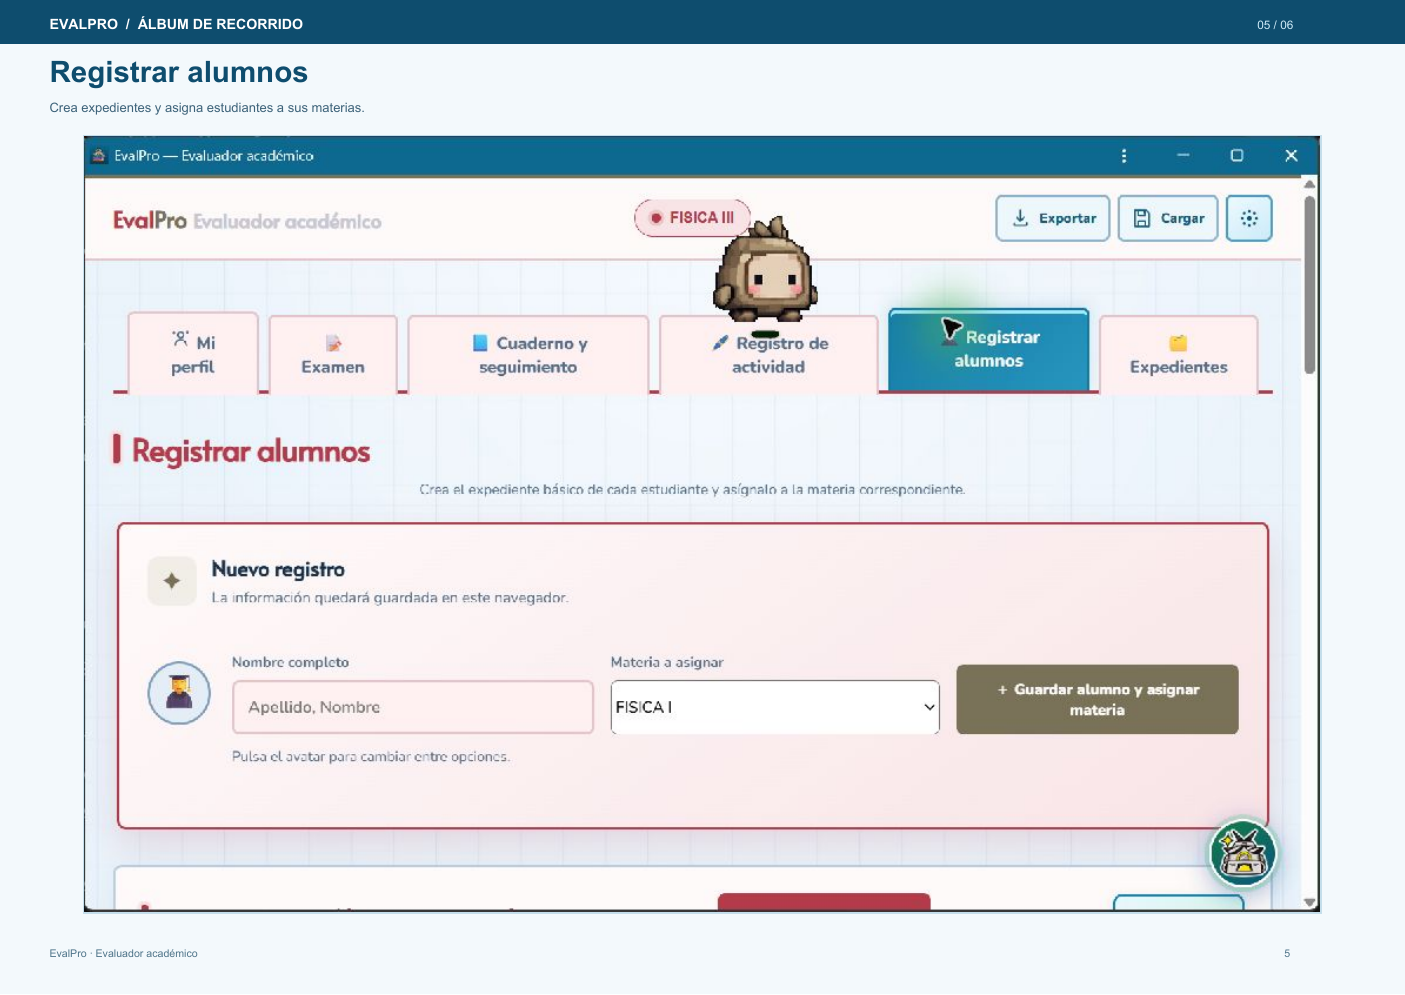 EVALPRO / ÁLBUM DE RECORRIDO
05 / 06
Registrar alumnos
Crea expedientes y asigna estudiantes a sus materias.
EvalPro — Evaluador académico
EvalPro Evaluador académico
FISICA III
Exportar
Cargar
Mi
perfil
Examen
Cuaderno y
seguimiento
Registro de
actividad
Registrar
alumnos
Expedientes
Registrar alumnos
Crea el expediente básico de cada estudiante y asígnalo a la materia correspondiente.
Nuevo registro
La información quedará guardada en este navegador.
Nombre completo
Materia a asignar
Apellido, Nombre
FISICA I
+ Guardar alumno y asignar
materia
Pulsa el avatar para cambiar entre opciones.
EvalPro · Evaluador académico
5